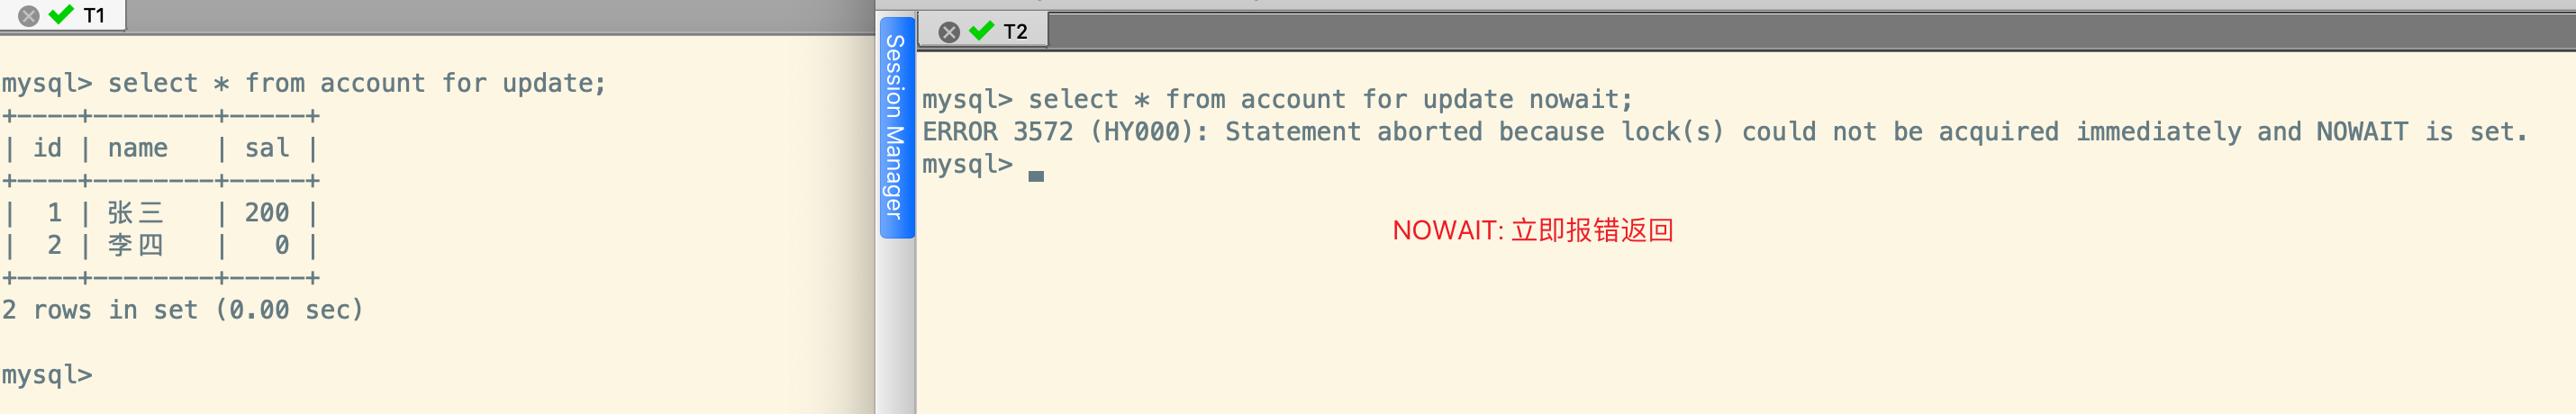 T1
mysql> select * from account for update;
+----+--------+-----+
| id | name   | sal |
+----+--------+-----+
|  1 | 张三   | 200 |
|  2 | 李四   |   0 |
+----+--------+-----+
2 rows in set (0.00 sec)
mysql>
Session Manager
T2
mysql> select * from account for update nowait;
ERROR 3572 (HY000): Statement aborted because lock(s) could not be acquired immediately and NOWAIT is set.
mysql>
NOWAIT: 立即报错返回